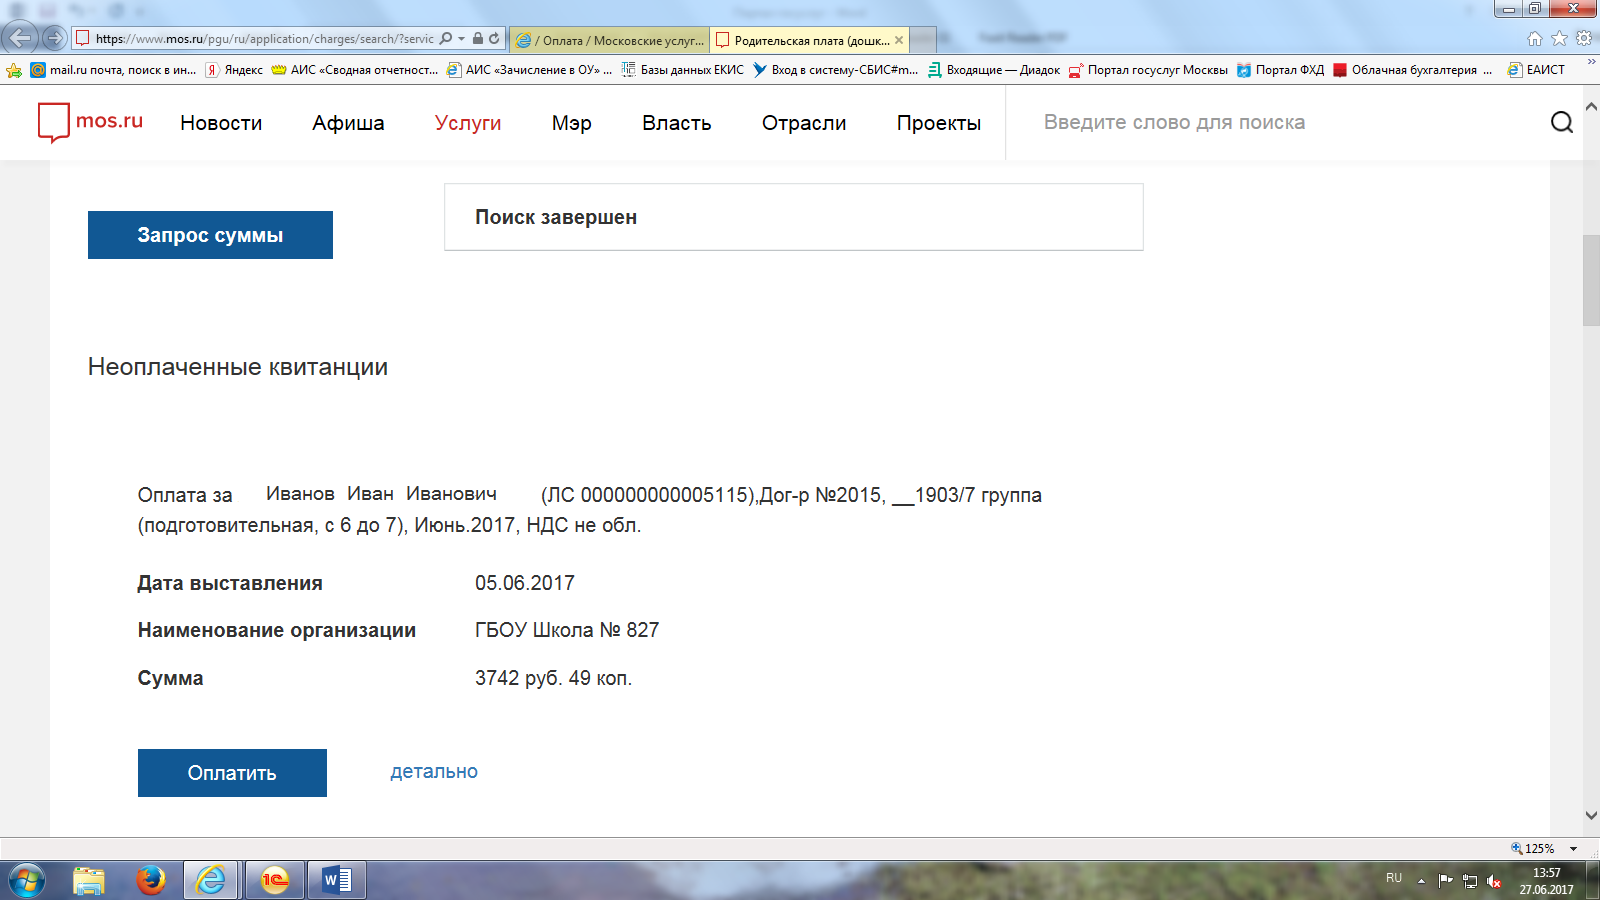 https://www.mos.ru/pgu/ru/application/charges/search/?servic
/ Оплата / Московские услуг...
Родительская плата (дошк...
mail.ru почта, поиск в ин...
Яндекс
АИС «Сводная отчетност...
АИС «Зачисление в ОУ» ...
Базы данных ЕКИС
Вход в систему-СБИС#m...
Входящие — Диадок
Портал госуслуг Москвы
Портал ФХД
Облачная бухгалтерия ...
ЕАИСТ
mos.ru
Новости
Афиша
Услуги
Мэр
Власть
Отрасли
Проекты
Введите слово для поиска
Запрос суммы
Поиск завершен
Неоплаченные квитанции
Оплата за Иванов Иван Иванович (ЛС 000000000005115),Дог-р №2015, __1903/7 группа
(подготовительная, с 6 до 7), Июнь.2017, НДС не обл.
Дата выставления 05.06.2017
Наименование организации ГБОУ Школа № 827
Сумма 3742 руб. 49 коп.
Оплатить
детально
125%
RU
13:57
27.06.2017